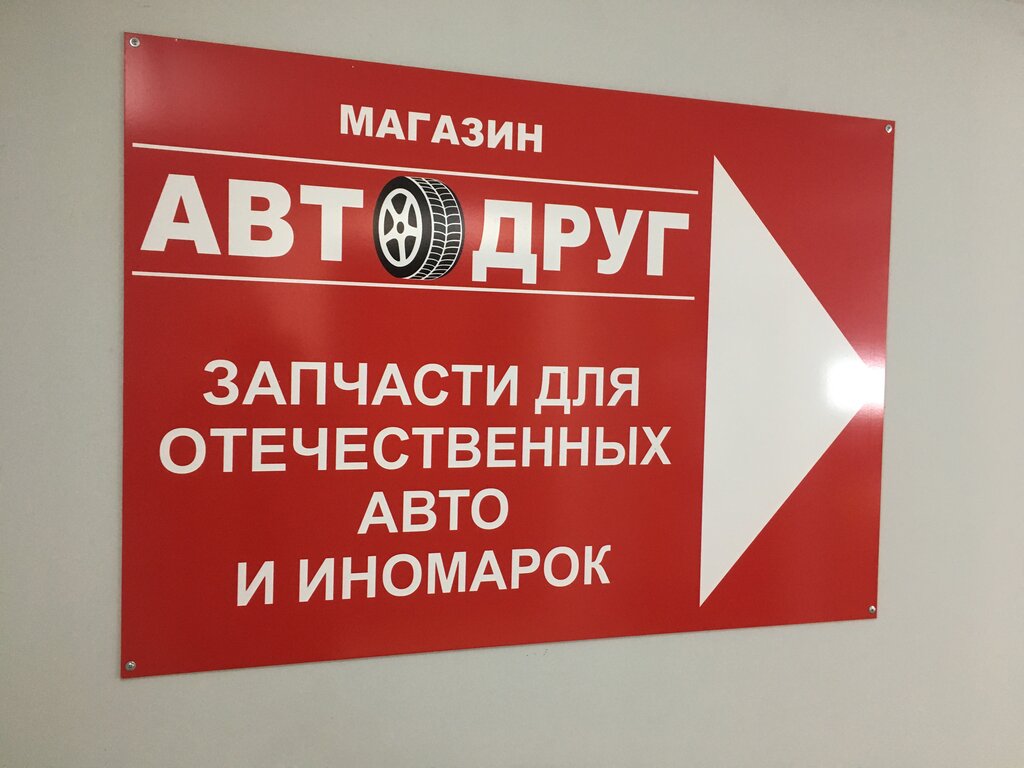 МАГАЗИН
АВТОДРУГ
ЗАПЧАСТИ ДЛЯ
ОТЕЧЕСТВЕННЫХ
АВТО
И ИНОМАРОК